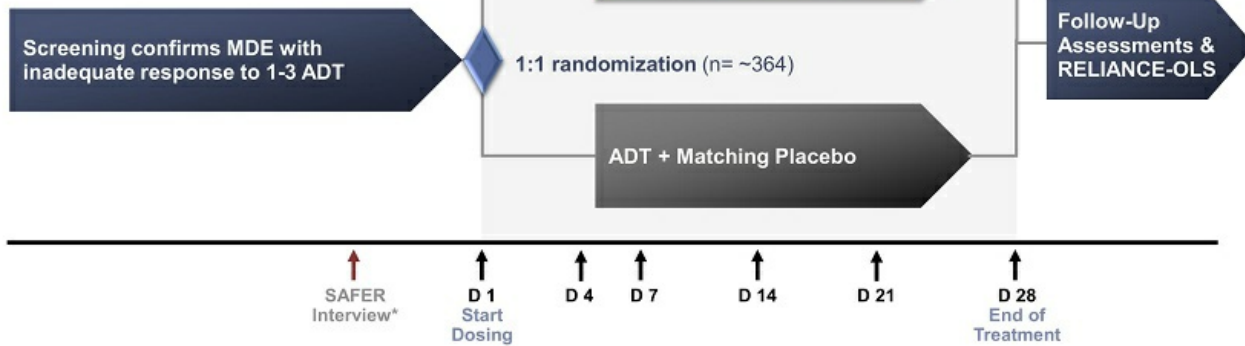 Screening confirms MDE with
inadequate response to 1-3 ADT
1:1 randomization (n= ~364)
ADT + Matching Placebo
Follow-Up
Assessments &
RELIANCE-OLS
SAFER
Interview*
D 1
Start
Dosing
D 4
D 7
D 14
D 21
D 28
End of
Treatment